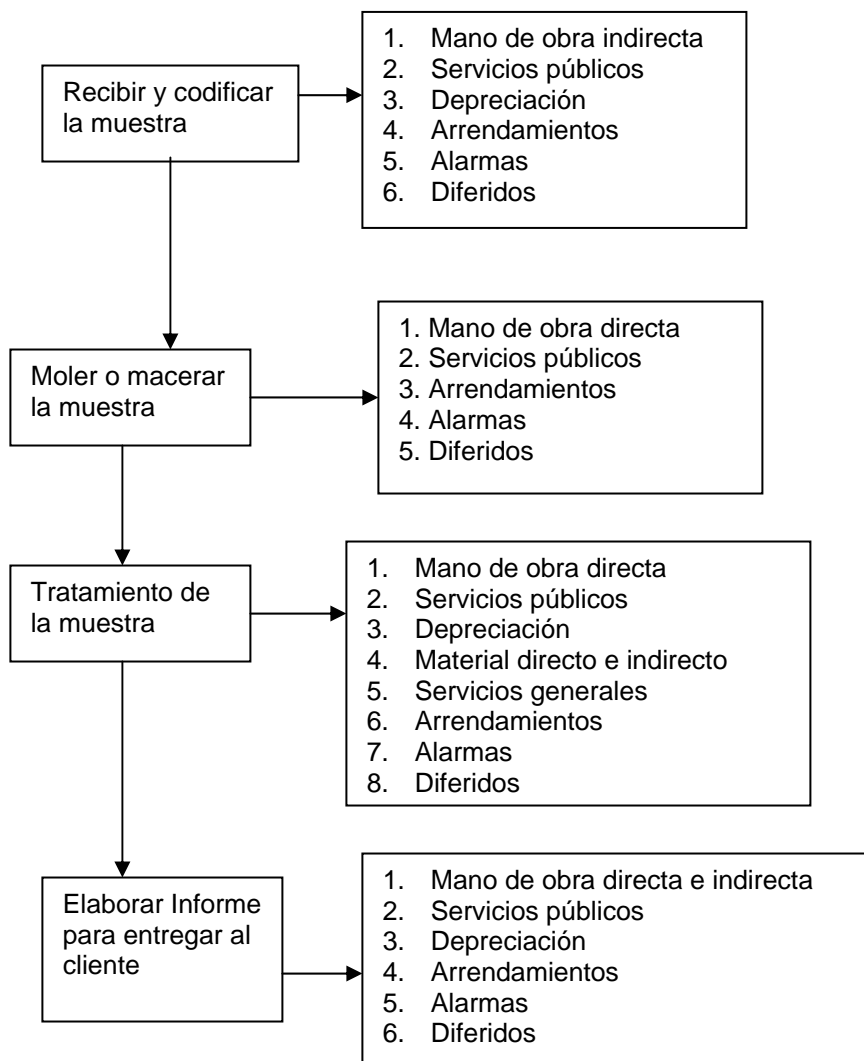 Recibir y codificar
la muestra
1. Mano de obra indirecta
2. Servicios públicos
3. Depreciación
4. Arrendamientos
5. Alarmas
6. Diferidos
Moler o macerar
la muestra
1. Mano de obra directa
2. Servicios públicos
3. Arrendamientos
4. Alarmas
5. Diferidos
Tratamiento de
la muestra
1. Mano de obra directa
2. Servicios públicos
3. Depreciación
4. Material directo e indirecto
5. Servicios generales
6. Arrendamientos
7. Alarmas
8. Diferidos
Elaborar Informe
para entregar al
cliente
1. Mano de obra directa e indirecta
2. Servicios públicos
3. Depreciación
4. Arrendamientos
5. Alarmas
6. Diferidos